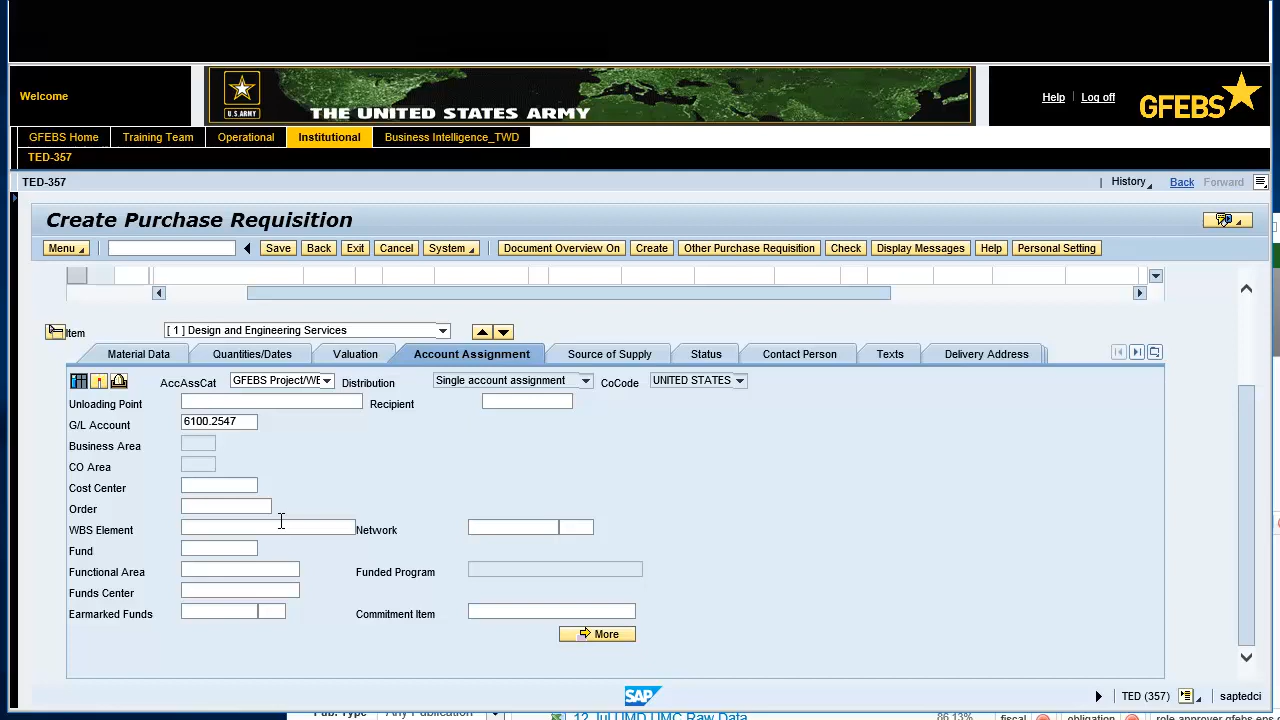 Welcome
U.S.ARMY
THE UNITED STATES ARMY
Help Log off
GFEBS
GFEBS Home Training Team Operational Institutional Business Intelligence_TWD
TED-357
TED-357 History Back Forward
Create Purchase Requisition
Menu Save Back Exit Cancel System Document Overview On Create Other Purchase Requisition Check Display Messages Help Personal Setting
Item [ 1 ] Design and Engineering Services
Material Data Quantities/Dates Valuation Account Assignment Source of Supply Status Contact Person Texts Delivery Address
AccAssCat GFEBS Project/WE Distribution Single account assignment CoCode UNITED STATES
Unloading Point Recipient
G/L Account 6100.2547
Business Area
CO Area
Cost Center
Order
WBS Element Network
Fund
Functional Area Funded Program
Funds Center
Earmarked Funds Commitment Item
More
SAP TED (357) saptedci